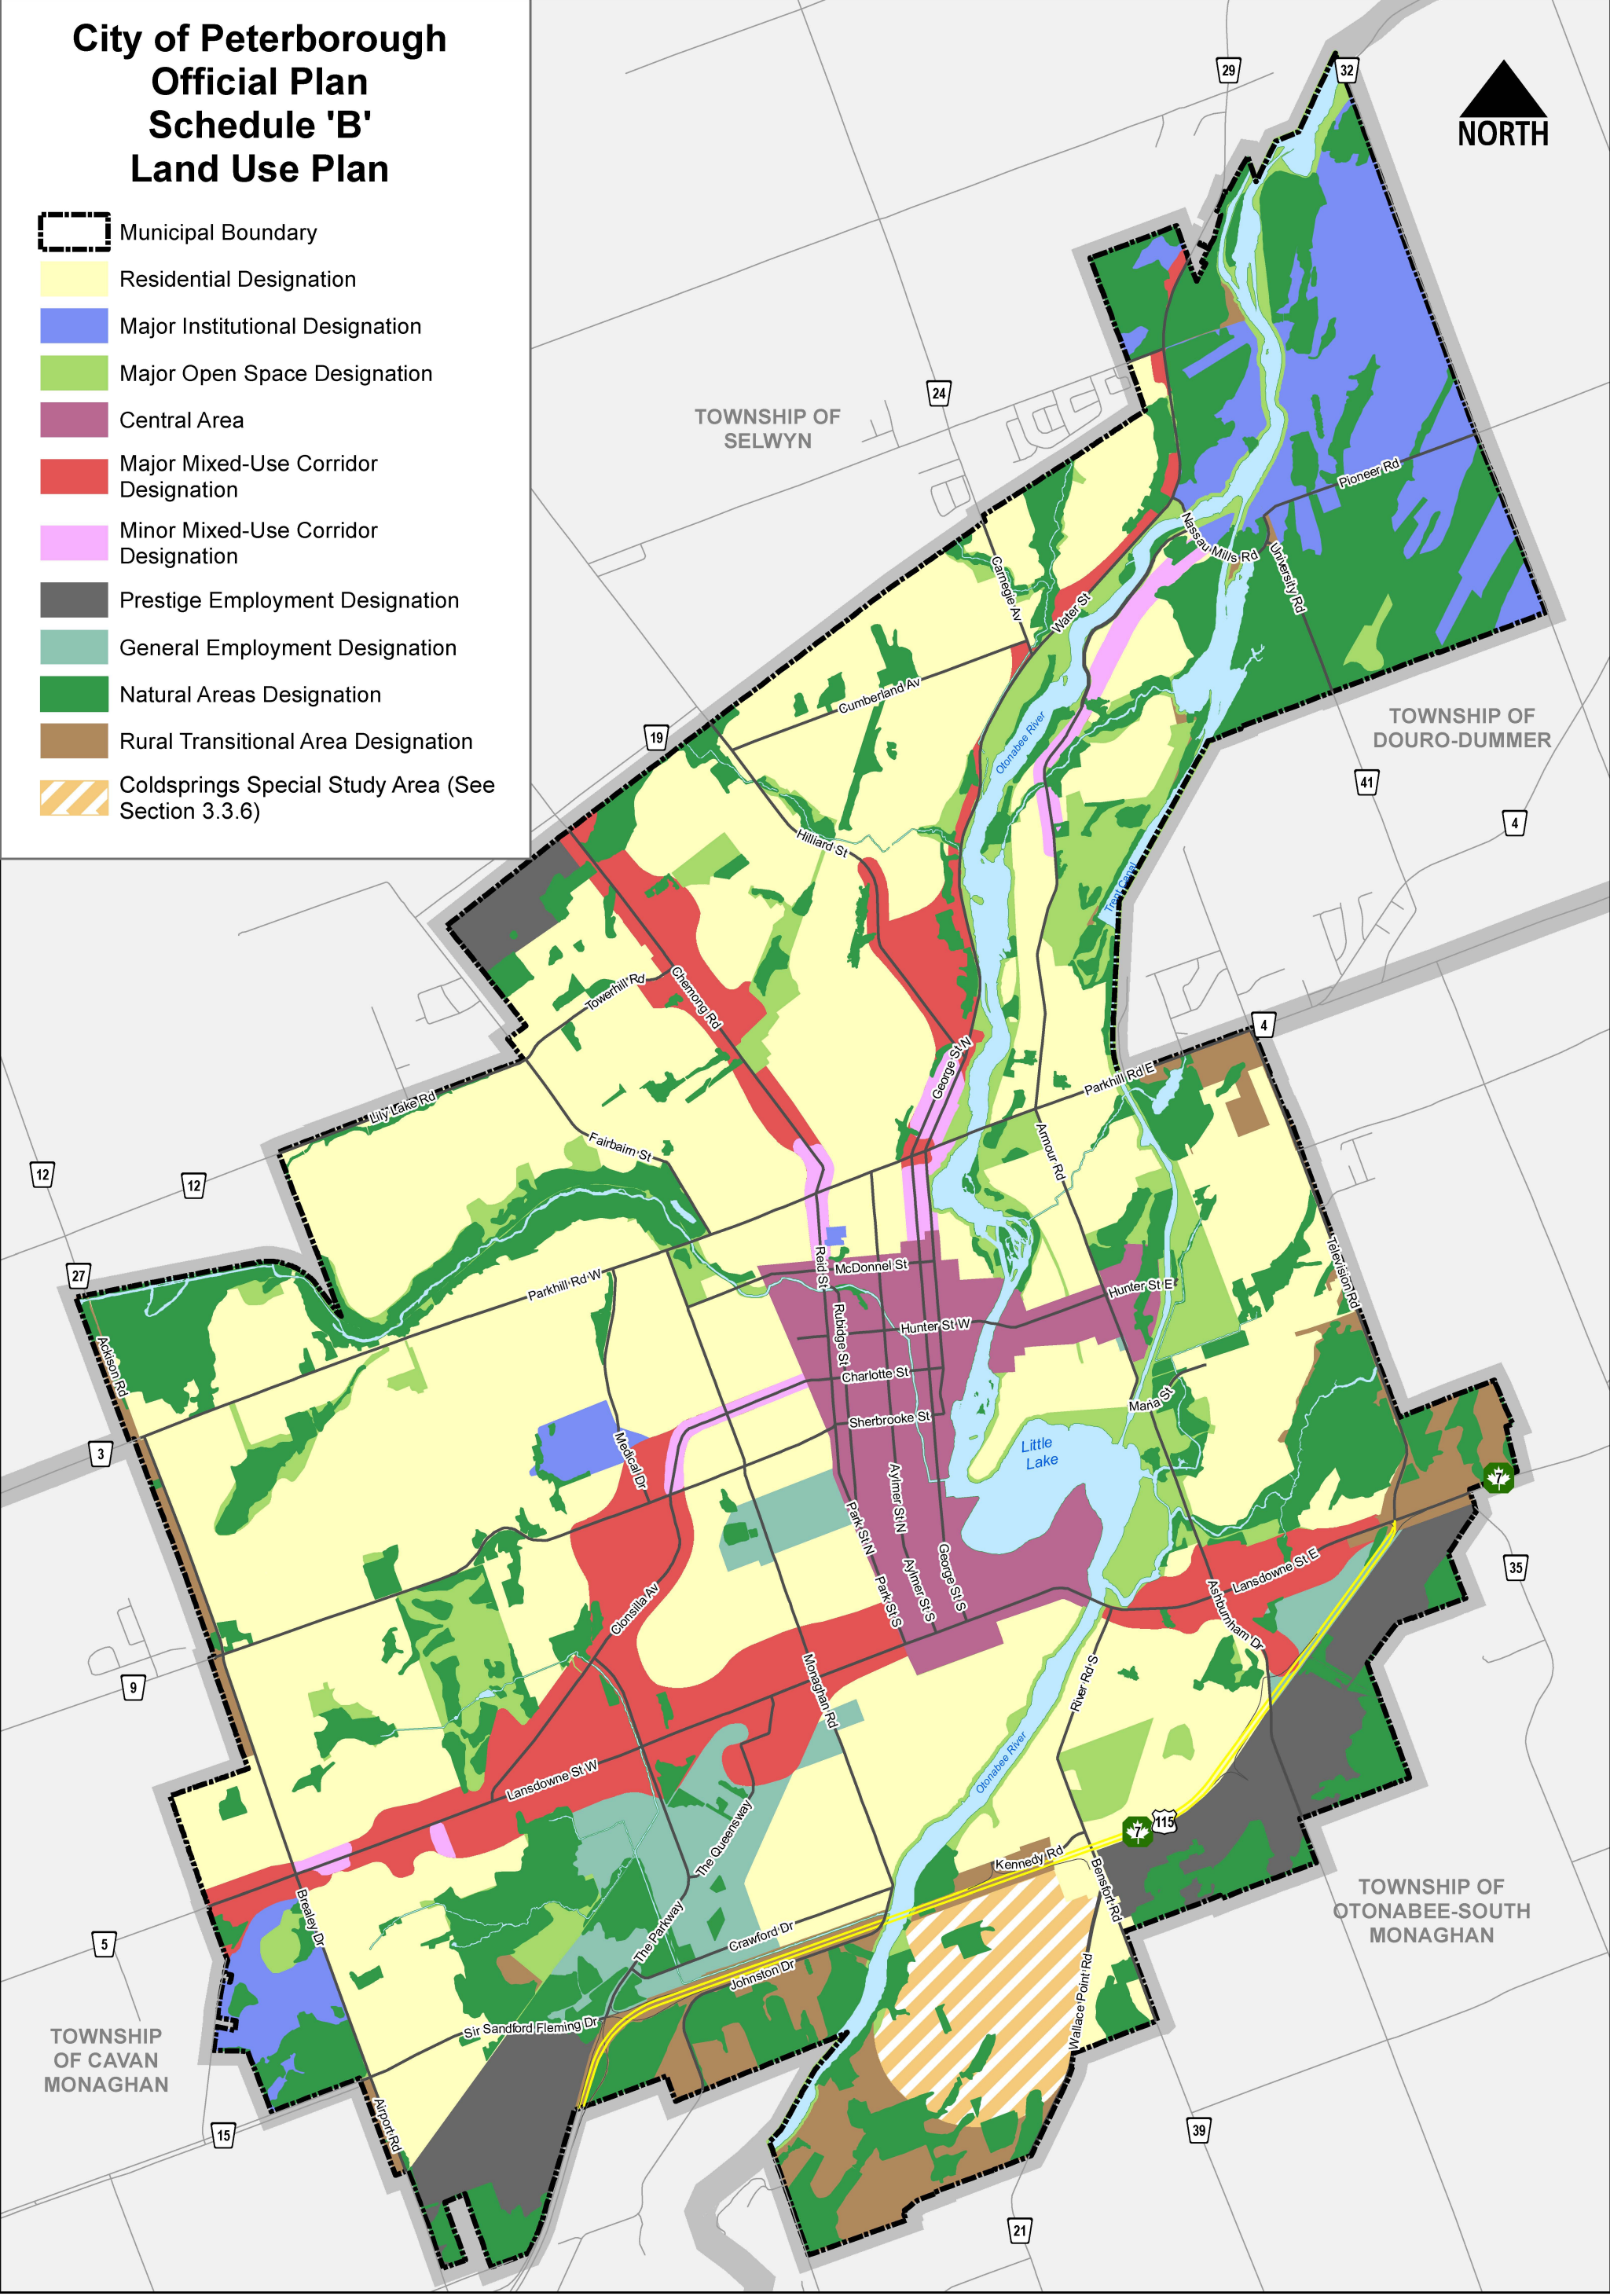 City of Peterborough
Official Plan
Schedule 'B'
Land Use Plan
Municipal Boundary
Residential Designation
Major Institutional Designation
Major Open Space Designation
Central Area
Major Mixed-Use Corridor
Designation
Minor Mixed-Use Corridor
Designation
Prestige Employment Designation
General Employment Designation
Natural Areas Designation
Rural Transitional Area Designation
Coldsprings Special Study Area (See
Section 3.3.6)
29
32
NORTH
24
TOWNSHIP OF
SELWYN
Pioneer Rd
Nassau Mills Rd
University Rd
Carnegie Av
Water St
Cumberland Av
Otonabee River
19
TOWNSHIP OF
DOURO-DUMMER
41
4
Hilliard St
Trent Canal
Chemong Rd
Towerhill Rd
4
George St N
Parkhill Rd E
Lily Lake Rd
Fairbairn St
Armour Rd
12
12
27
Parkhill Rd W
Reid St
McDonnel St
Hunter St E
Television Rd
Rubidge St
Hunter St W
Ackison Rd
Charlotte St
Sherbrooke St
Maria St
Medical Dr
Little
Lake
3
7
Aylmer St N
Park St N
George St S
Aylmer St S
Park St S
Lansdowne St E
35
Clonsilla Av
Ashburnham Dr
Monaghan Rd
River Rd S
9
Lansdowne St W
Otonabee River
The Queensway
7
115
Kennedy Rd
Bensfort Rd
Brealey Dr
The Parkway
Crawford Dr
TOWNSHIP OF
OTONABEE-SOUTH
MONAGHAN
5
Johnston Dr
Wallace Point Rd
Sir Sandford Fleming Dr
TOWNSHIP
OF CAVAN
MONAGHAN
Airport Rd
15
39
21